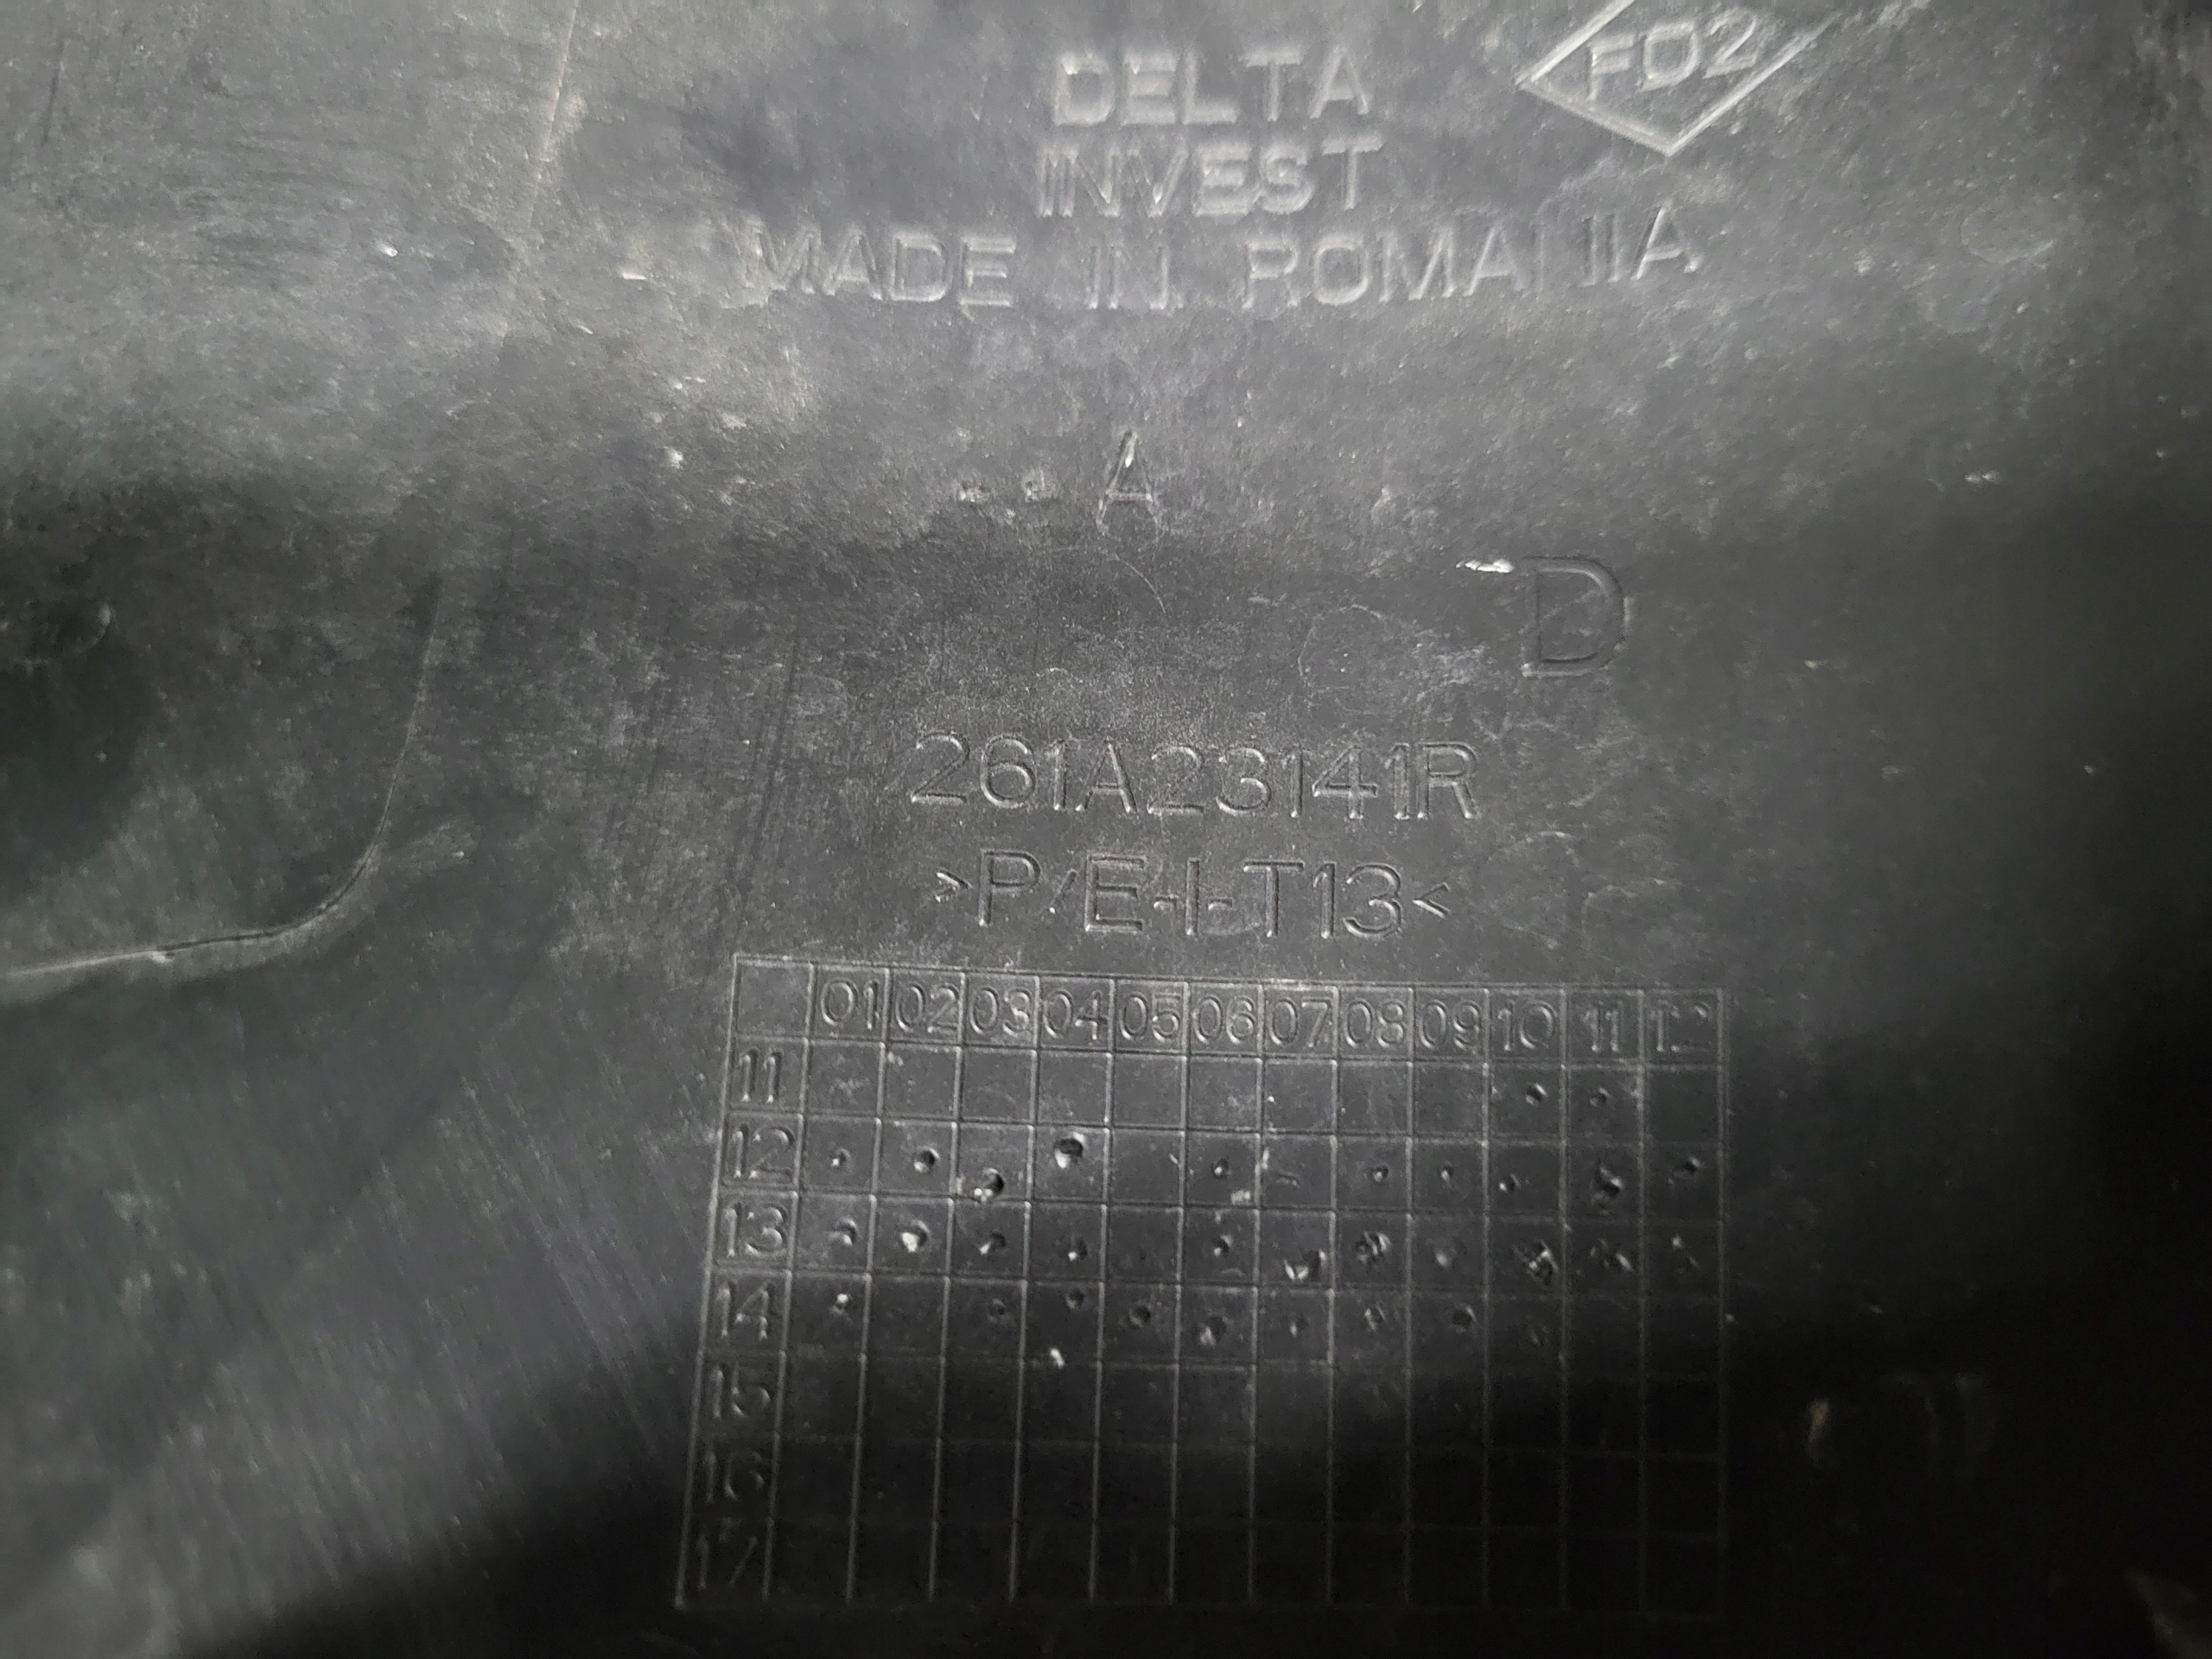 FD2
DELTA
INVEST
MADE IN ROMANIA
A
D
261A23141R
>P/E-I-T13<
01 02 03 04 05 06 07 08 09 10 11 12
11
12
13
14
15
16
17